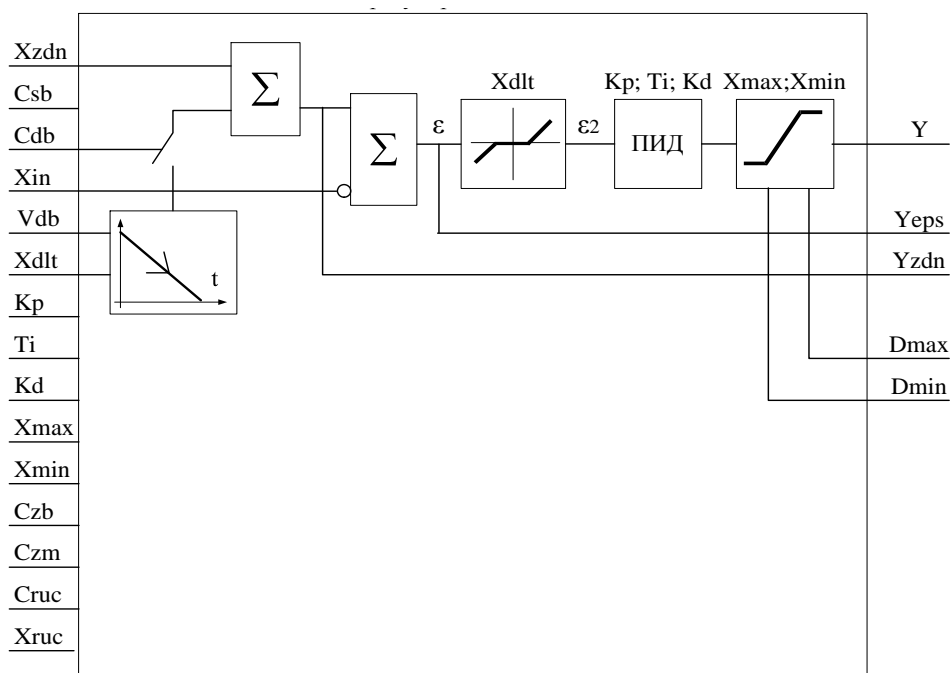 Xzdn
Csb
Cdb
Xin
Vdb
Xdlt
Kp
Ti
Kd
Xmax
Xmin
Czb
Czm
Cruc
Xruc
Σ
Σ
t
ε
Xdlt
ε2
Kp; Ti; Kd
ПИД
Xmax;Xmin
Y
Yeps
Yzdn
Dmax
Dmin